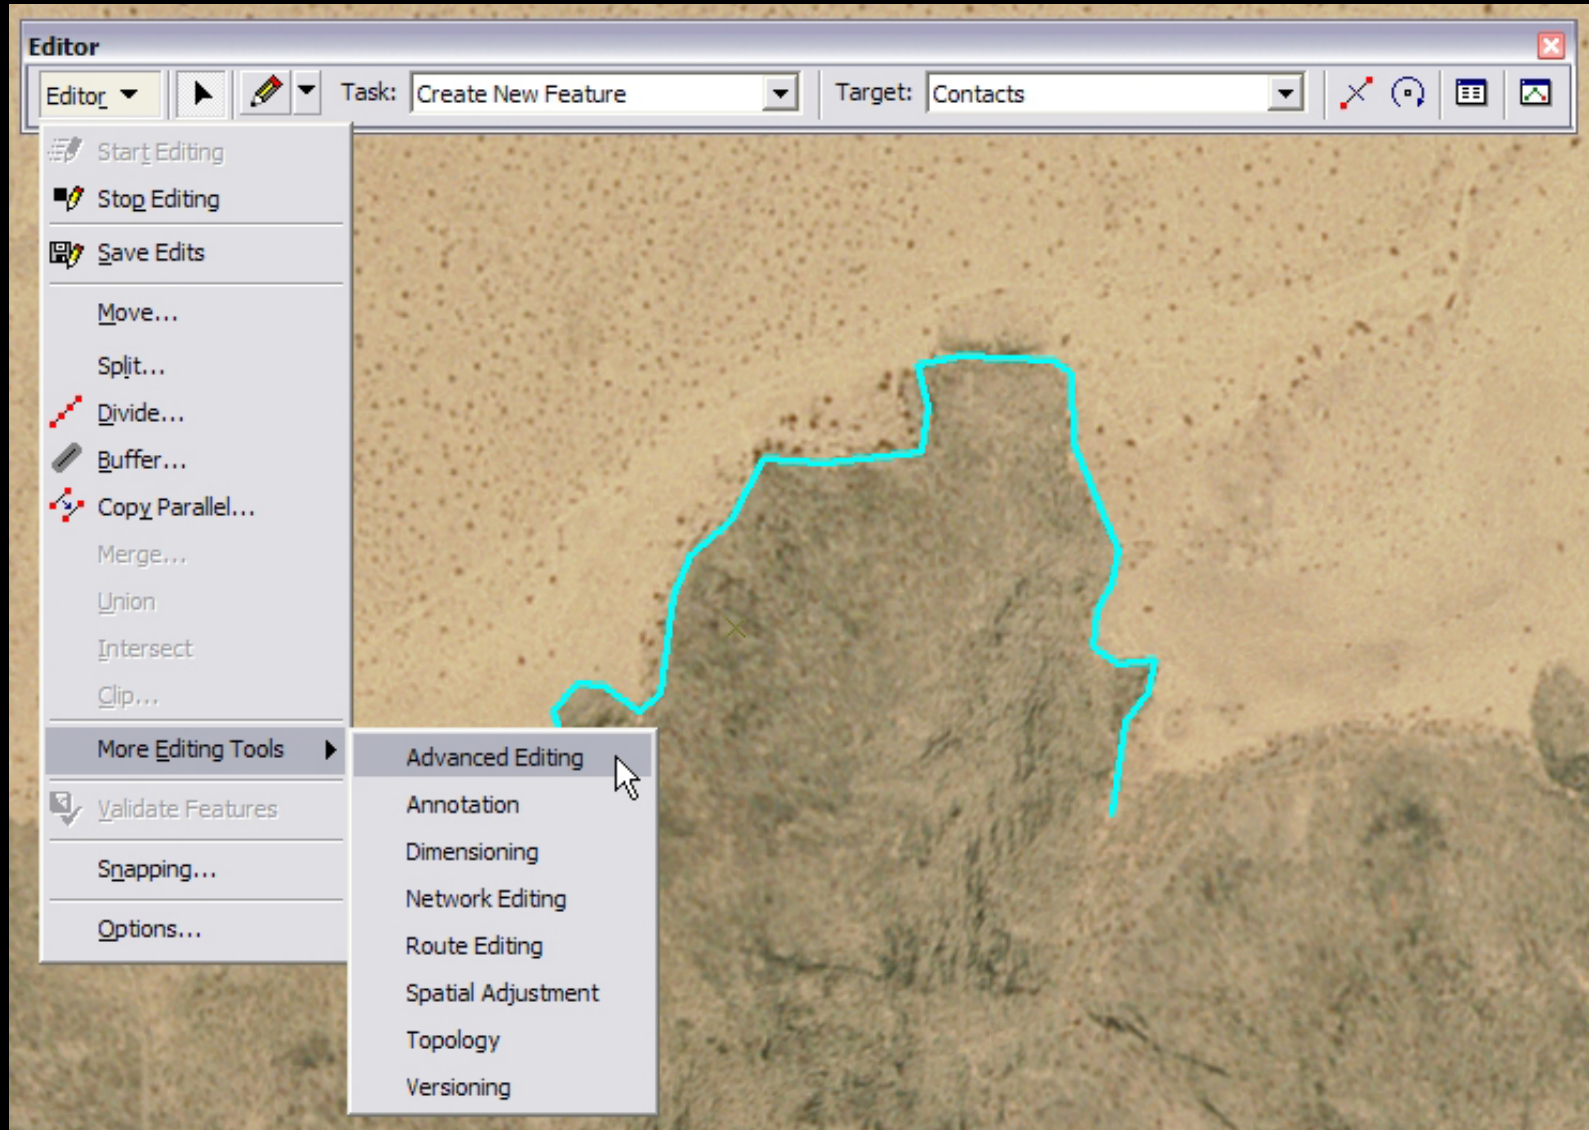 Editor
Editor Task: Create New Feature Target: Contacts
Start Editing
Stop Editing
Save Edits
Move...
Split...
Divide...
Buffer...
Copy Parallel...
Merge...
Union
Intersect
Clip...
More Editing Tools
Validate Features
Snapping...
Options...
Advanced Editing
Annotation
Dimensioning
Network Editing
Route Editing
Spatial Adjustment
Topology
Versioning